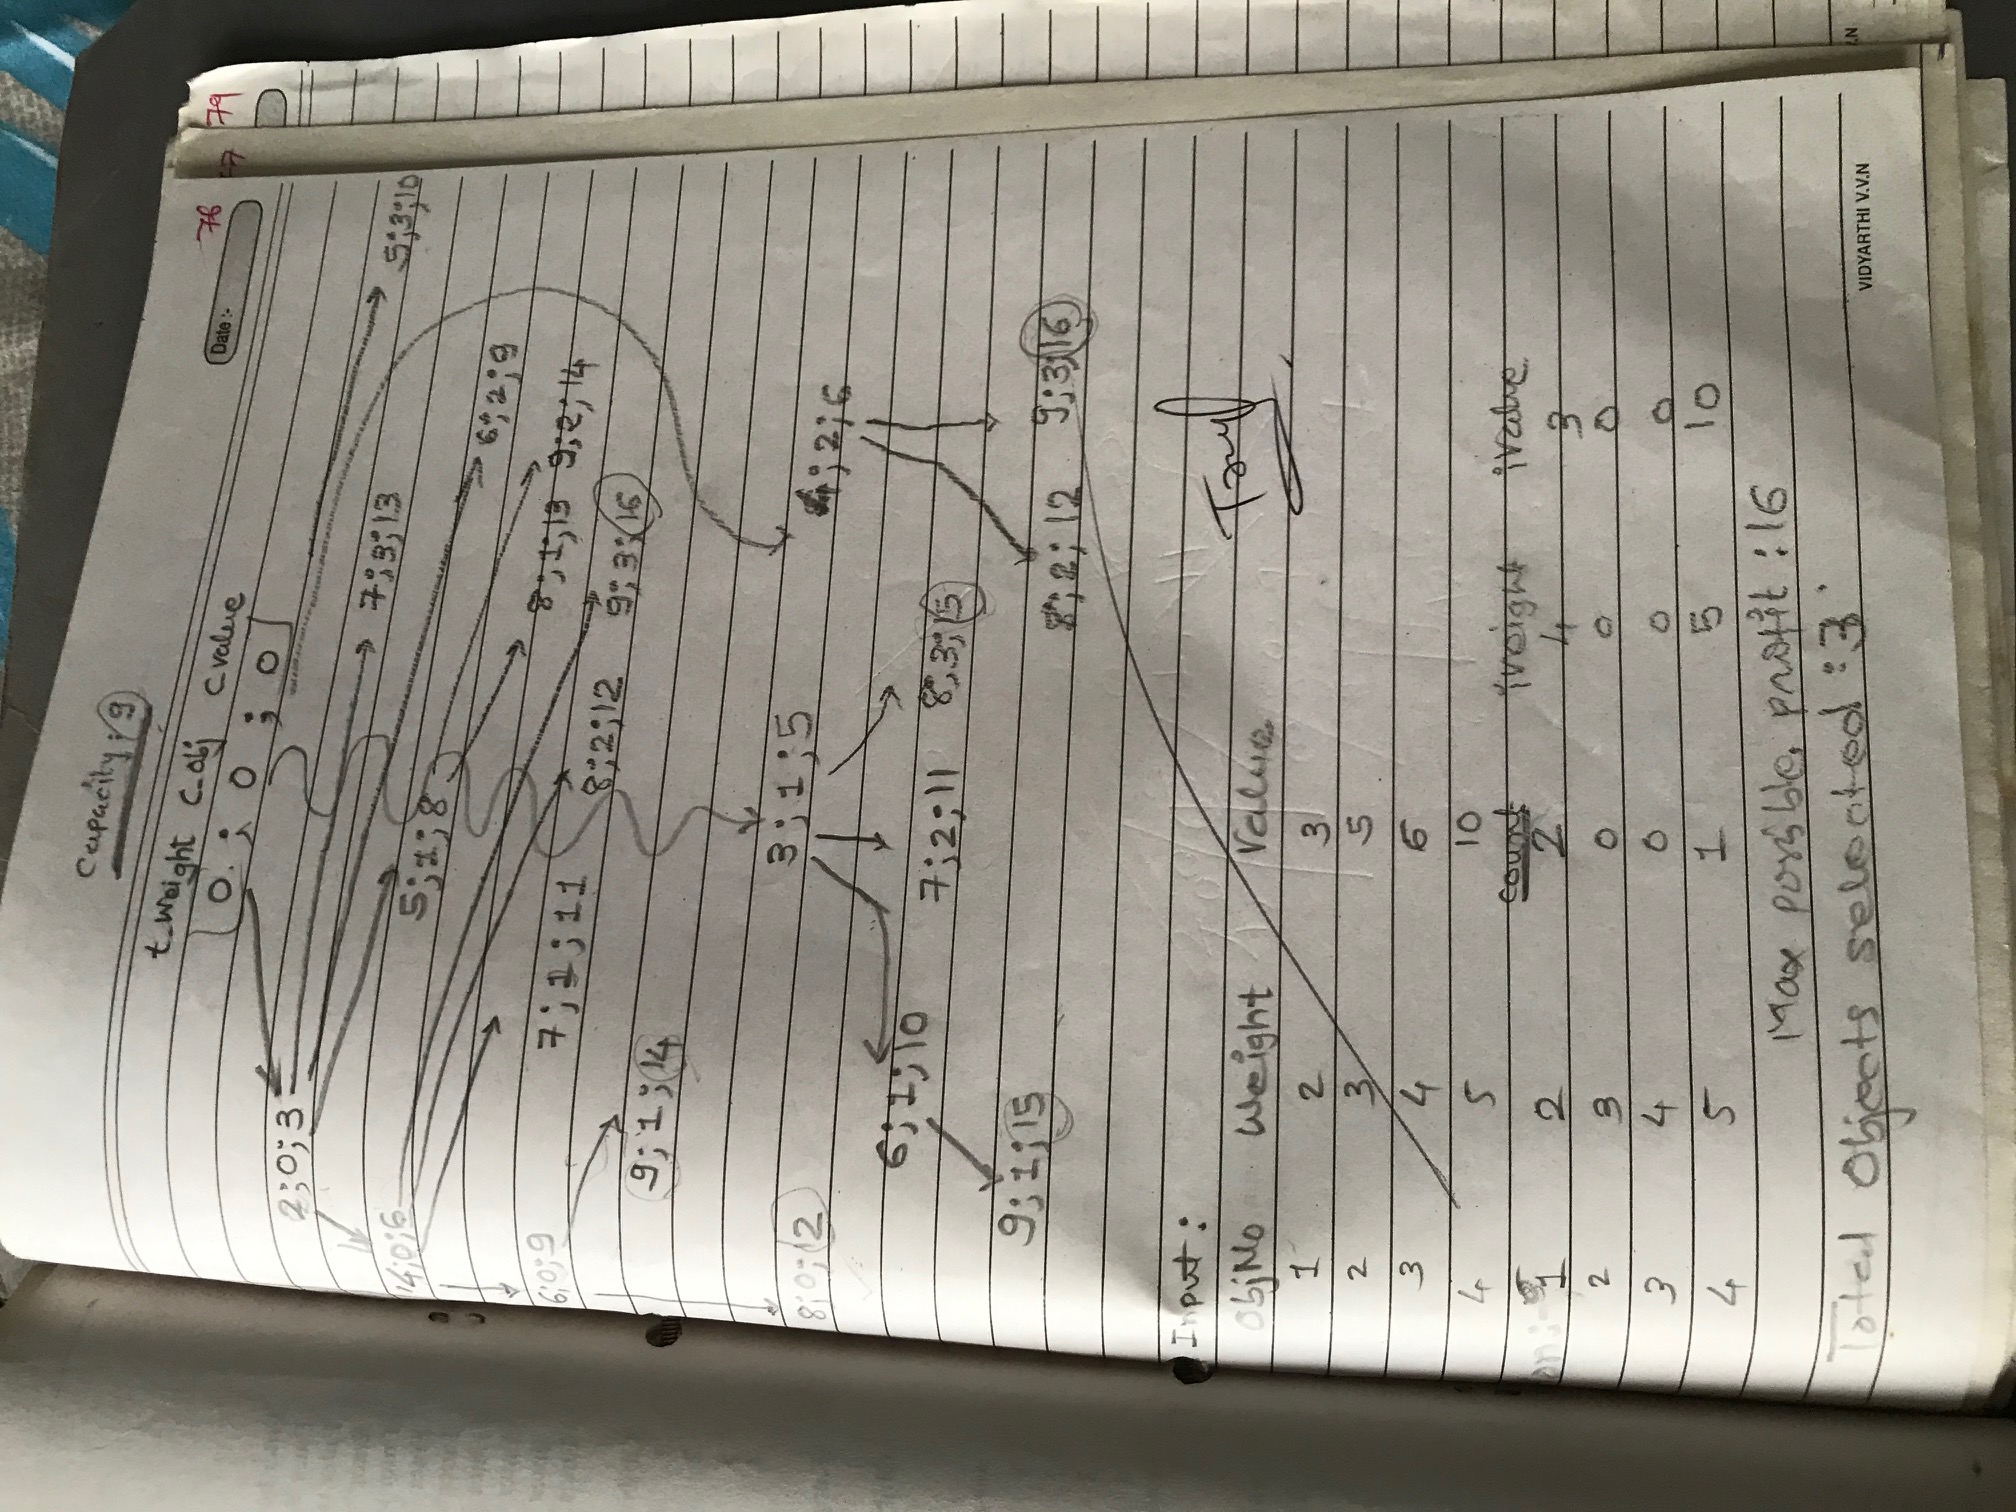 Capacity: 9
t_weight C_obj Cvalue
0 ; 0 ; 0
Date :-
76
79
2;0;3
7;3;13
5;3;10
4;0;6
5;1;8
6;2;9
6;0;9
7;1;11
8;2;12
8;1;13
9;2;14
9;3;16
9;1;14
3;1;5
4;2;6
8;0;12
6;1;10
7;2;11
8;3;15
9;1;15
8;2;12
9;3;16
Input:
ObjNo Weight Value
1 2 3
2 3 5
3 4 6
4 5 10
count iweight iValue
1 2 2 4 3
2 3 0 0 0
3 4 0 0 0
4 5 1 5 10
Max possible profit : 16
Total Objects selected : 3
VIDYARTHI V.V.N